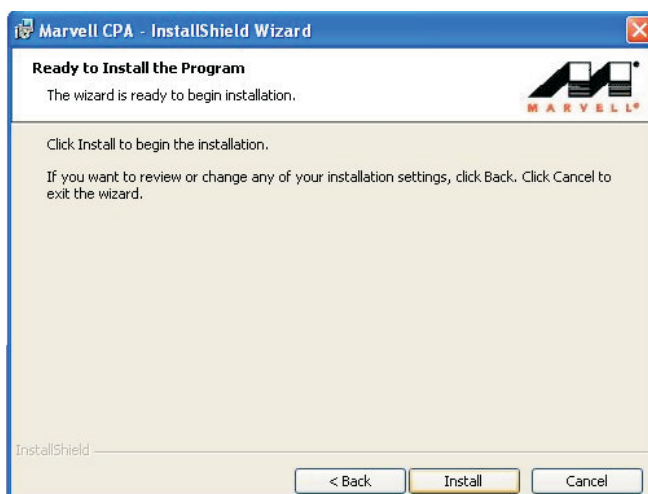 Marvell CPA - InstallShield Wizard
Ready to Install the Program
The wizard is ready to begin installation.
MARVELL®
Click Install to begin the installation.
If you want to review or change any of your installation settings, click Back. Click Cancel to
exit the wizard.
InstallShield
< Back
Install
Cancel